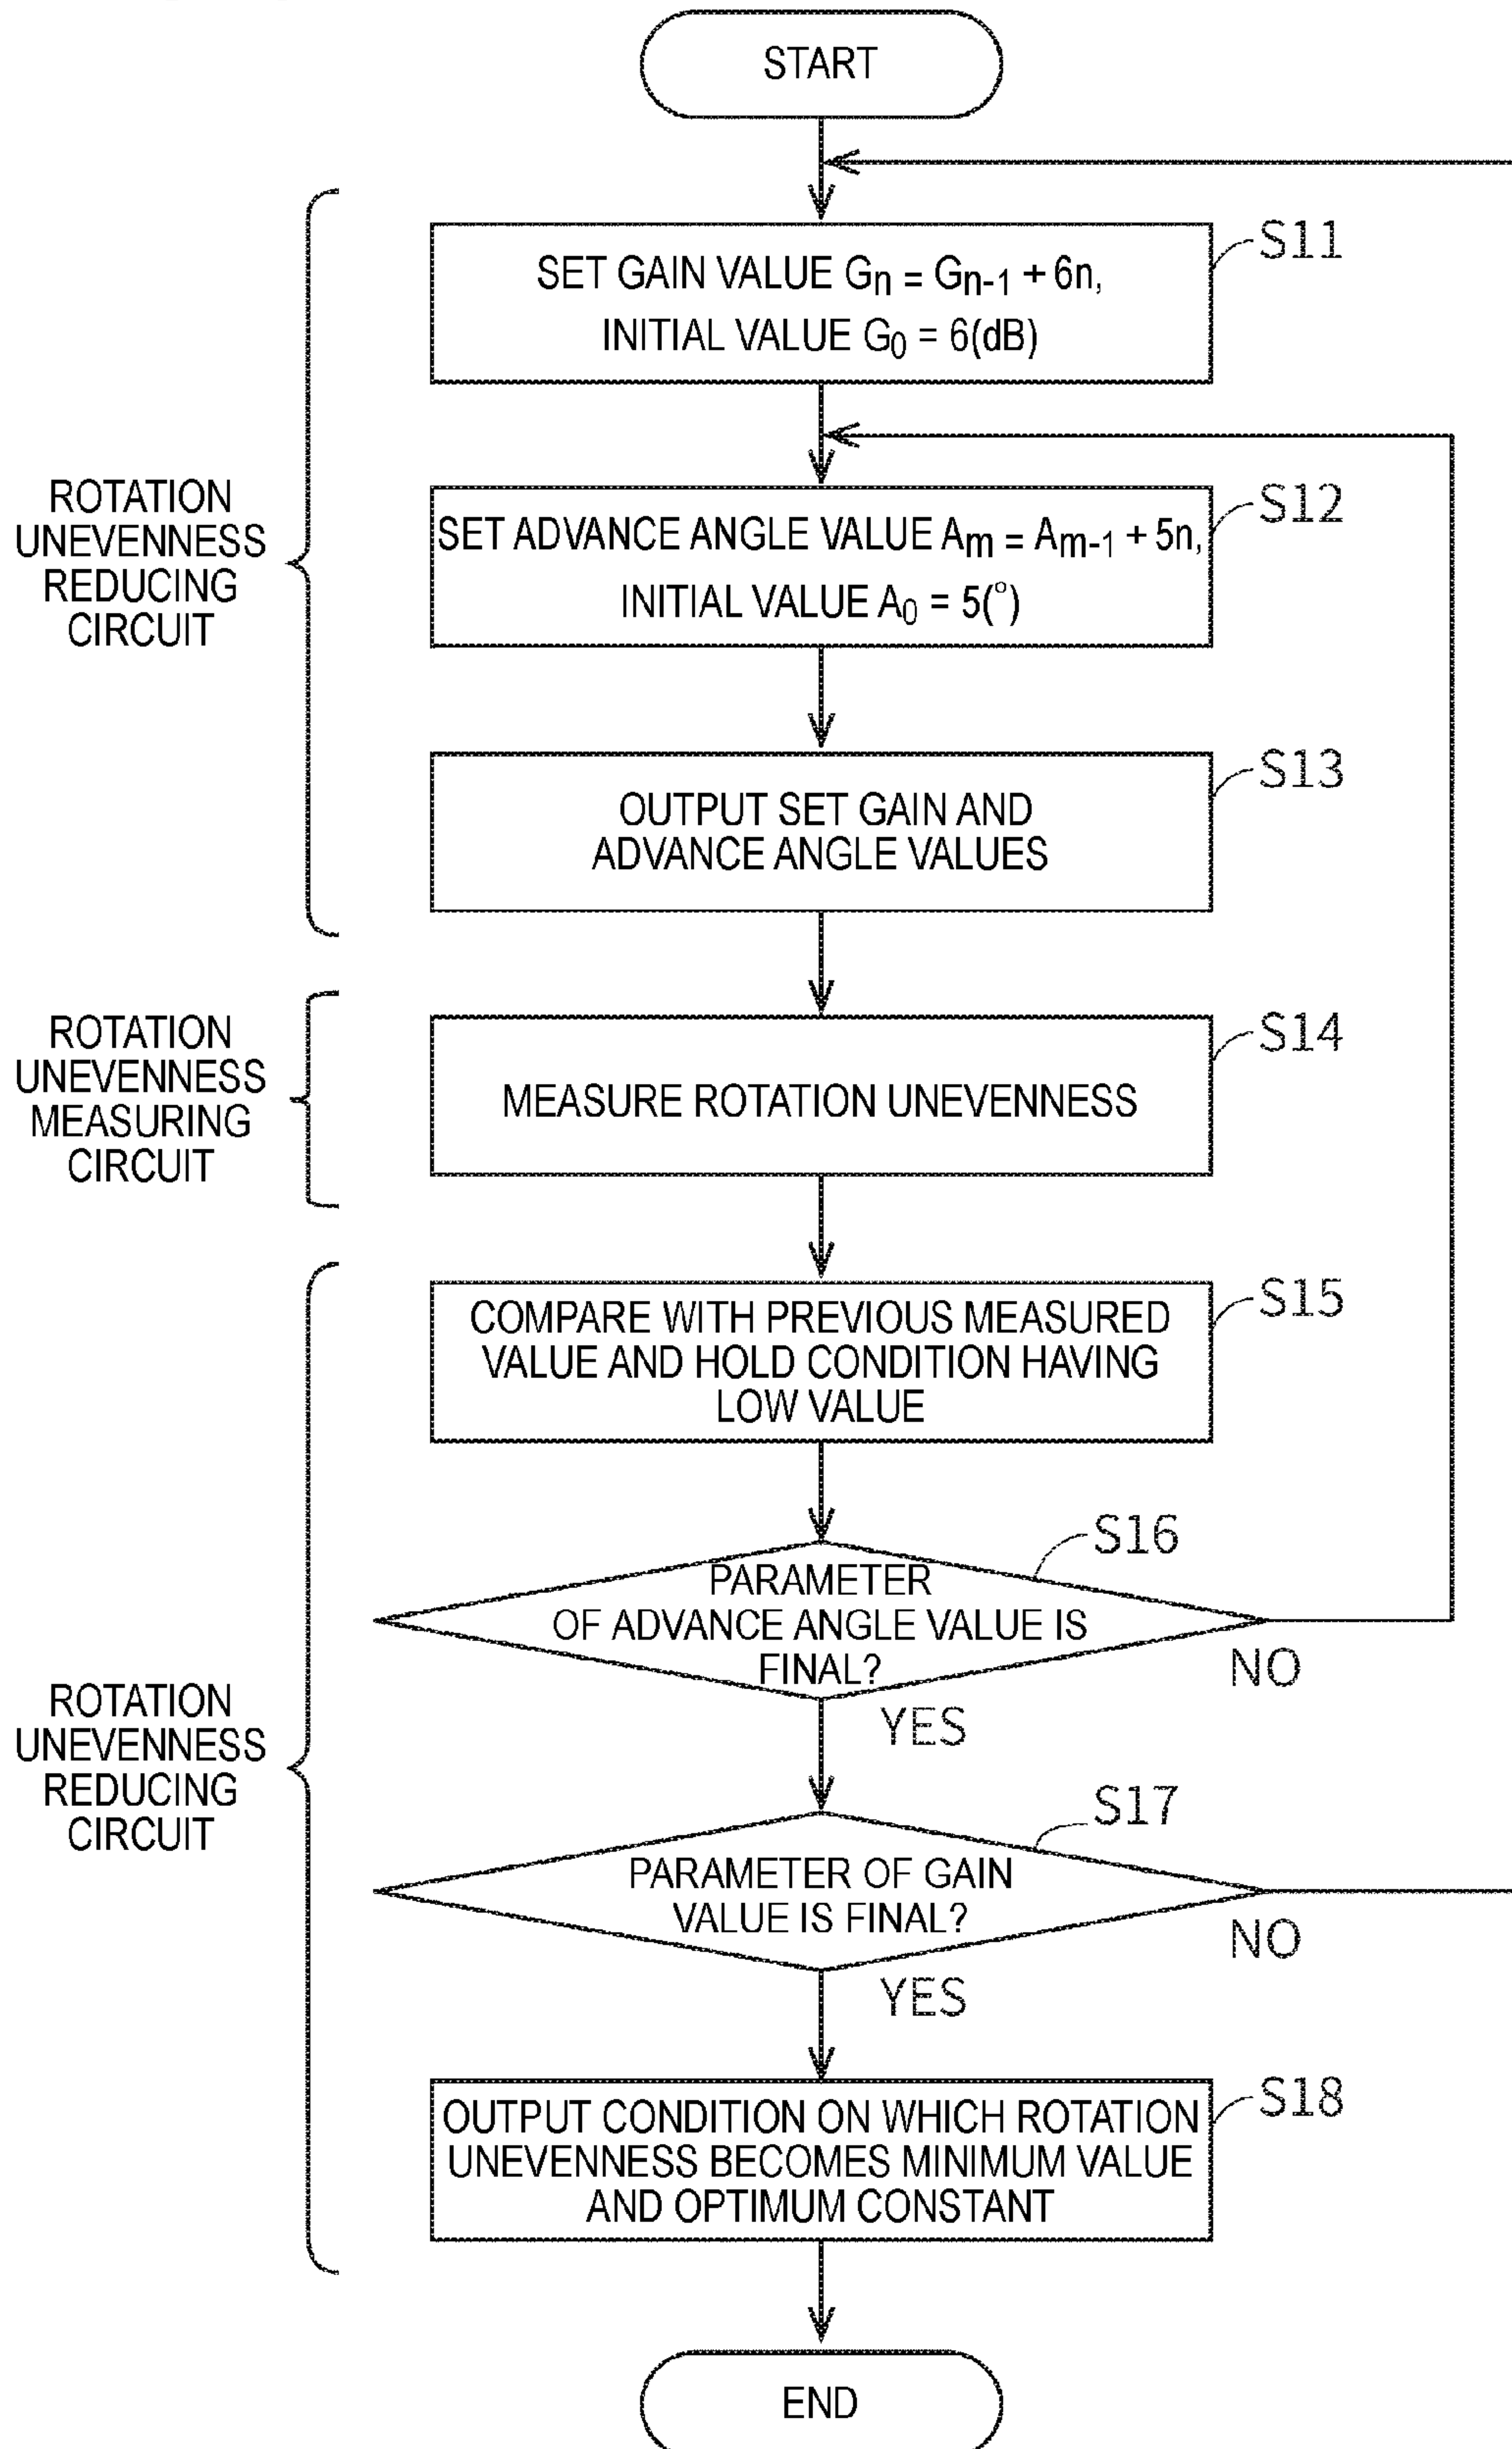 START
S11
SET GAIN VALUE Gn = Gn-1 + 6n,
INITIAL VALUE G0 = 6(dB)
ROTATION
UNEVENNESS
REDUCING
CIRCUIT
S12
SET ADVANCE ANGLE VALUE Am = Am-1 + 5n,
INITIAL VALUE A0 = 5(°)
S13
OUTPUT SET GAIN AND
ADVANCE ANGLE VALUES
ROTATION
UNEVENNESS
MEASURING
CIRCUIT
S14
MEASURE ROTATION UNEVENNESS
S15
COMPARE WITH PREVIOUS MEASURED
VALUE AND HOLD CONDITION HAVING
LOW VALUE
S16
PARAMETER
OF ADVANCE ANGLE VALUE IS
FINAL?
NO
YES
ROTATION
UNEVENNESS
REDUCING
CIRCUIT
S17
PARAMETER OF GAIN
VALUE IS FINAL?
NO
YES
S18
OUTPUT CONDITION ON WHICH ROTATION
UNEVENNESS BECOMES MINIMUM VALUE
AND OPTIMUM CONSTANT
END